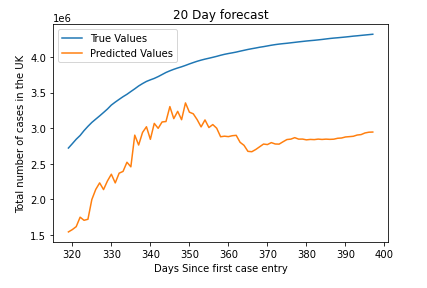 20 Day forecast
1e6
True Values
Predicted Values
4.0
3.5
3.0
2.5
2.0
1.5
Total number of cases in the UK
320 330 340 350 360 370 380 390 400
Days Since first case entry